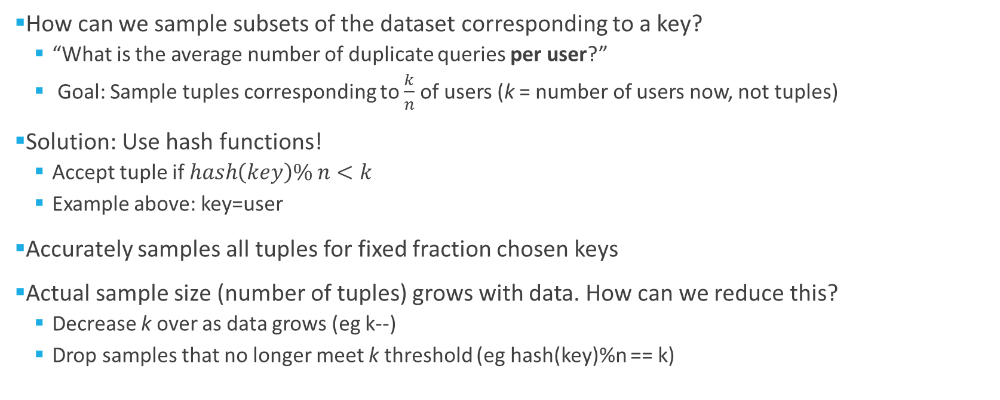 ▪How can we sample subsets of the dataset corresponding to a key?
▪ “What is the average number of duplicate queries per user?”
▪ Goal: Sample tuples corresponding to k/n of users (k = number of users now, not tuples)
▪Solution: Use hash functions!
▪ Accept tuple if hash(key)% n < k
▪ Example above: key=user
▪Accurately samples all tuples for fixed fraction chosen keys
▪Actual sample size (number of tuples) grows with data. How can we reduce this?
▪ Decrease k over as data grows (eg k--)
▪ Drop samples that no longer meet k threshold (eg hash(key)%n == k)